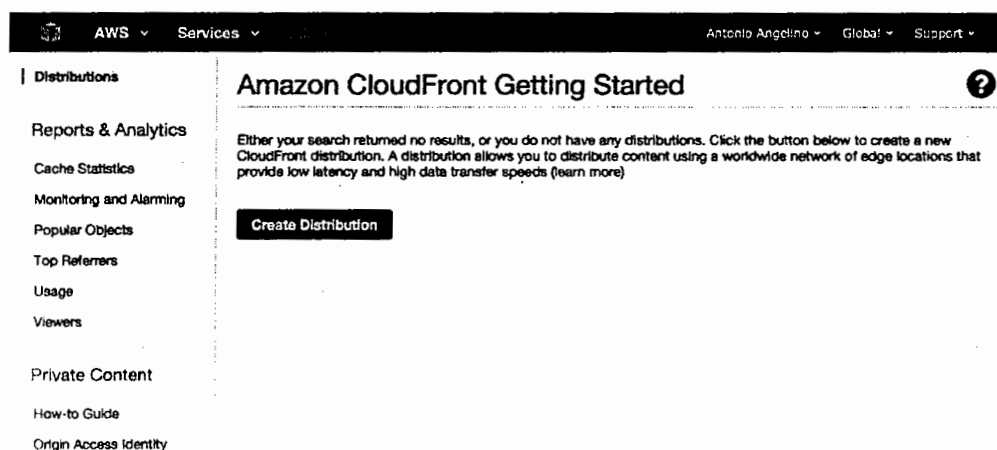 AWS Services Antonio Angelino Global Support
Distributions
Reports & Analytics
Cache Statistics
Monitoring and Alarming
Popular Objects
Top Referrers
Usage
Viewers
Private Content
How-to Guide
Origin Access Identity
Amazon CloudFront Getting Started
?
Either your search returned no results, or you do not have any distributions. Click the button below to create a new
CloudFront distribution. A distribution allows you to distribute content using a worldwide network of edge locations that
provide low latency and high data transfer speeds (learn more)
Create Distribution